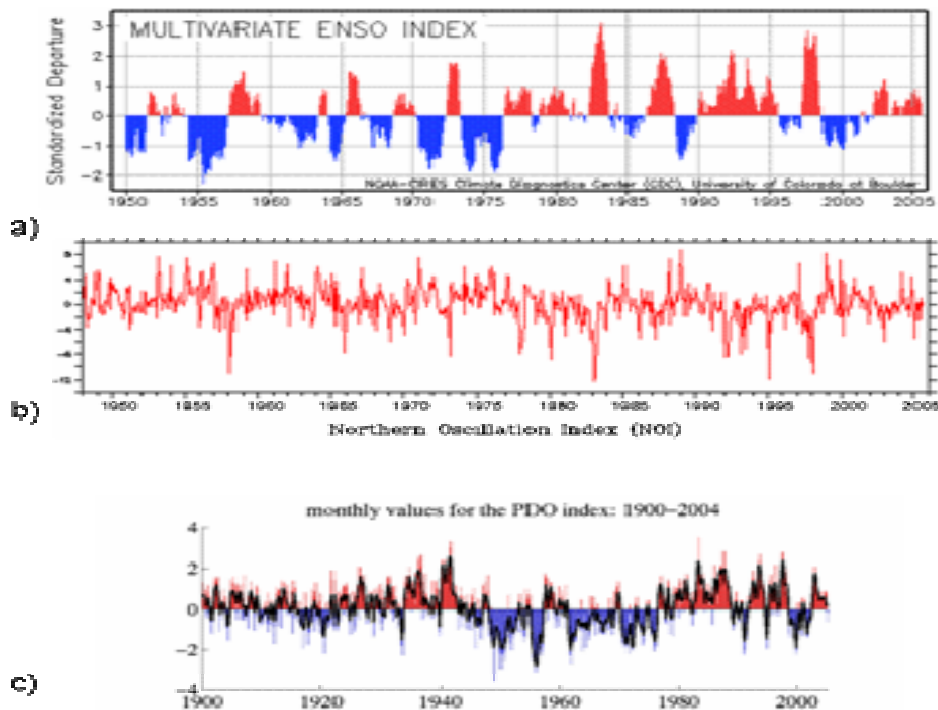 MULTIVARIATE ENSO INDEX
Standardized Departure
3
2
1
0
-1
-2
NOAA-CIRES Climate Diagnostics Center (CDC), University of Colorado at Boulder
1950 1955 1960 1965 1970 1975 1980 1985 1990 1995 2000 2005
a)
1950 1955 1960 1965 1970 1975 1980 1985 1990 1995 2000 2005
b)
Northern Oscillation Index (NOI)
monthly values for the PDO index: 1900-2004
4
2
0
-2
-4
c)
1900 1920 1940 1960 1980 2000